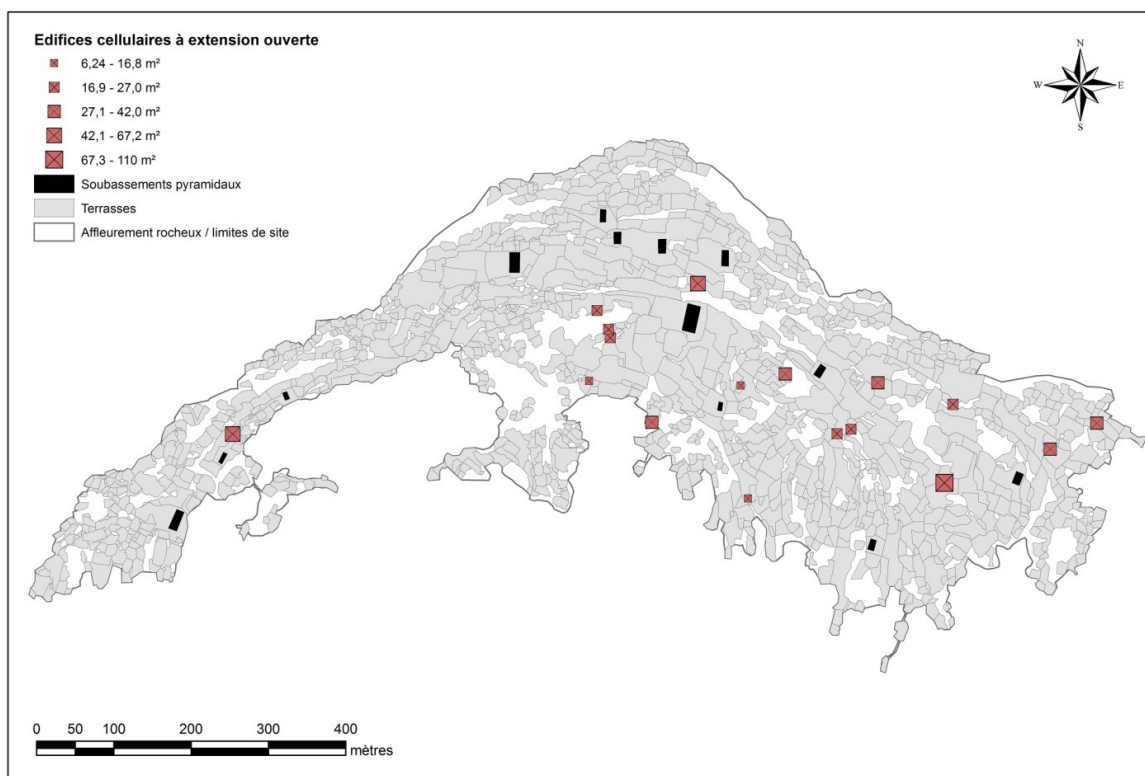 Edifices cellulaires à extension ouverte
6,24 - 16,8 m²
16,9 - 27,0 m²
27,1 - 42,0 m²
42,1 - 67,2 m²
67,3 - 110 m²
Soubassements pyramidaux
Terrasses
Affleurement rocheux / limites de site
N
W E
S
0 50 100 200 300 400
mètres